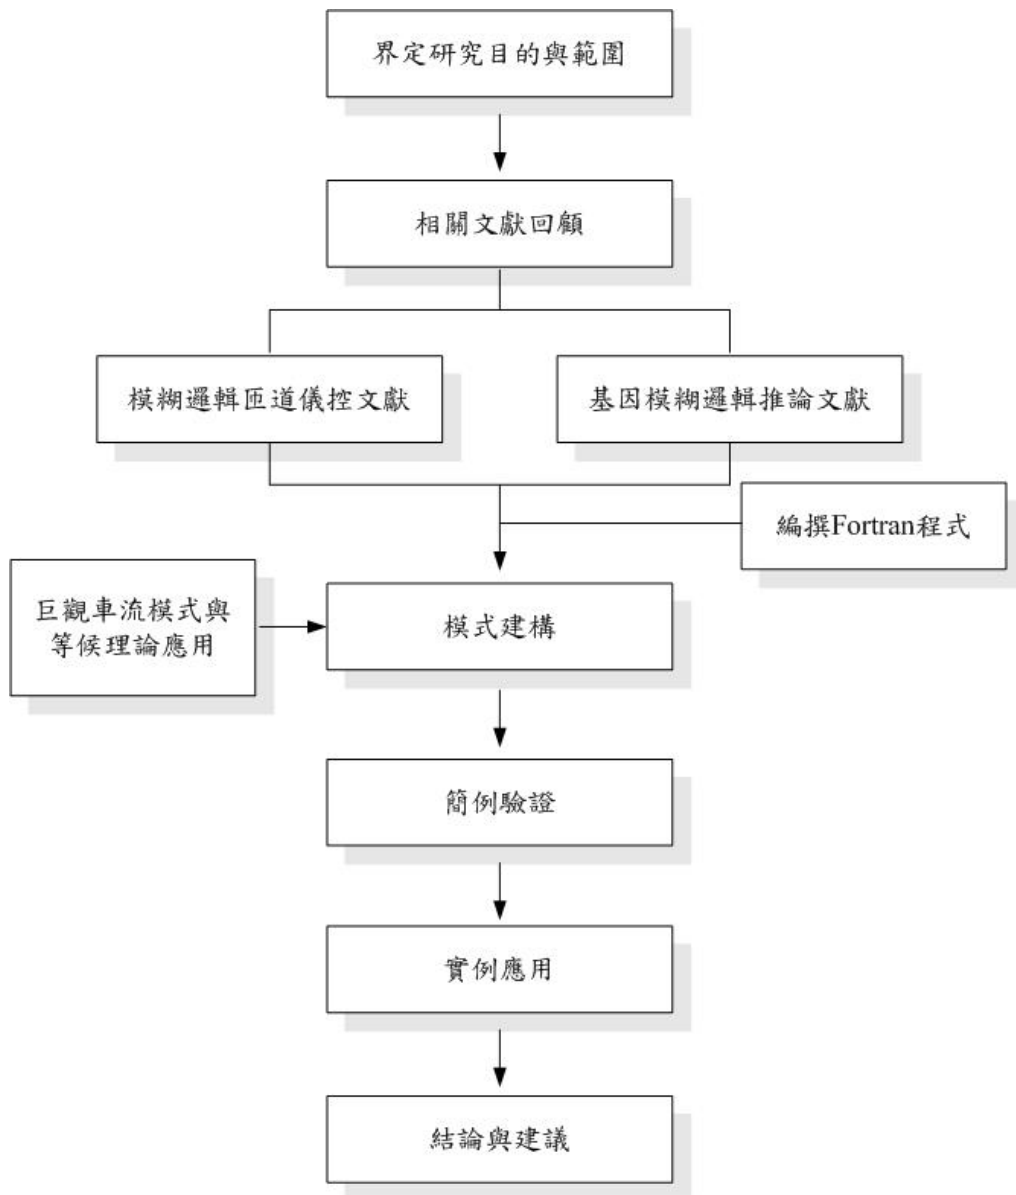 界定研究目的與範圍
相關文獻回顧
模糊邏輯匝道儀控文獻
基因模糊邏輯推論文獻
編撰Fortran程式
巨觀車流模式與
等候理論應用
模式建構
簡例驗證
實例應用
結論與建議